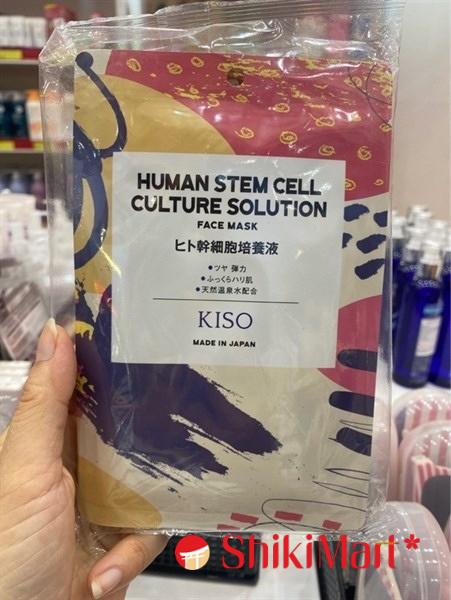 HUMAN STEM CELL
CULTURE SOLUTION
FACE MASK
ヒト幹細胞培養液
●ツヤ 弾力
●ふっくらハリ肌
●天然温泉水配合
KISO
MADE IN JAPAN
ShikiMart*